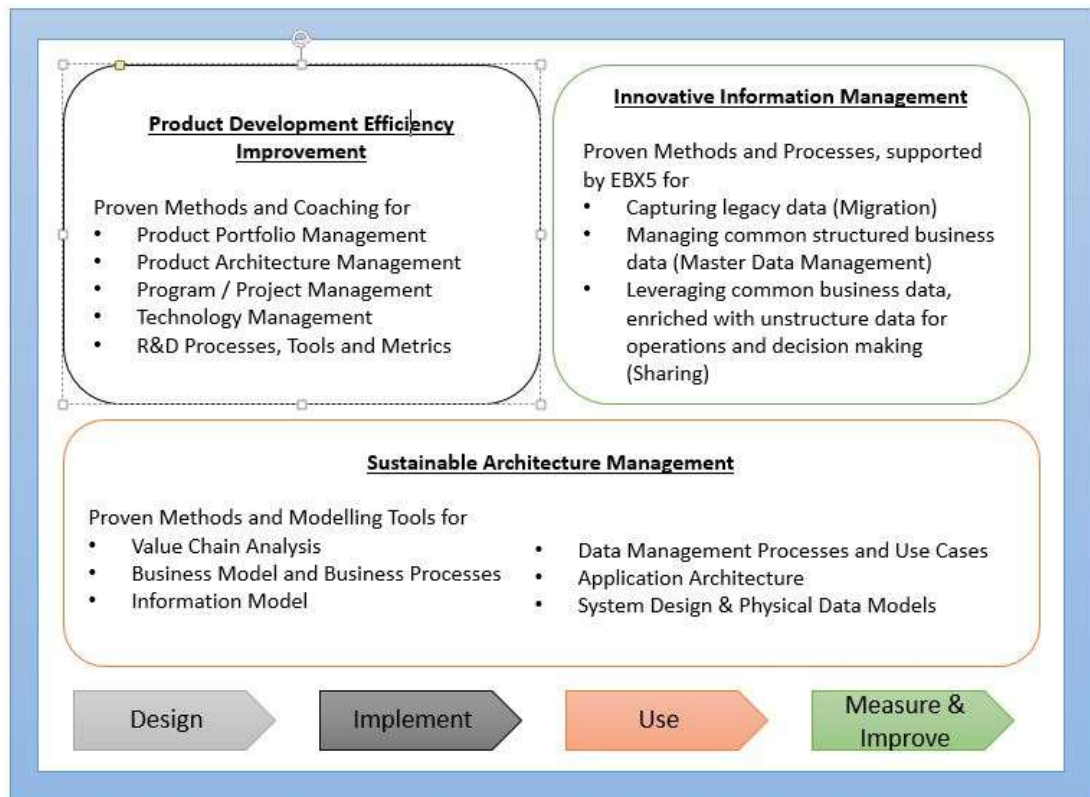 Product Development Efficiency
Improvement
Proven Methods and Coaching for
• Product Portfolio Management
• Product Architecture Management
• Program / Project Management
• Technology Management
• R&D Processes, Tools and Metrics
Innovative Information Management
Proven Methods and Processes, supported
by EBX5 for
• Capturing legacy data (Migration)
• Managing common structured business
data (Master Data Management)
• Leveraging common business data,
enriched with unstructure data for
operations and decision making
(Sharing)
Sustainable Architecture Management
Proven Methods and Modelling Tools for
• Value Chain Analysis
• Business Model and Business Processes
• Information Model
• Data Management Processes and Use Cases
• Application Architecture
• System Design & Physical Data Models
Design
Implement
Use
Measure &
Improve